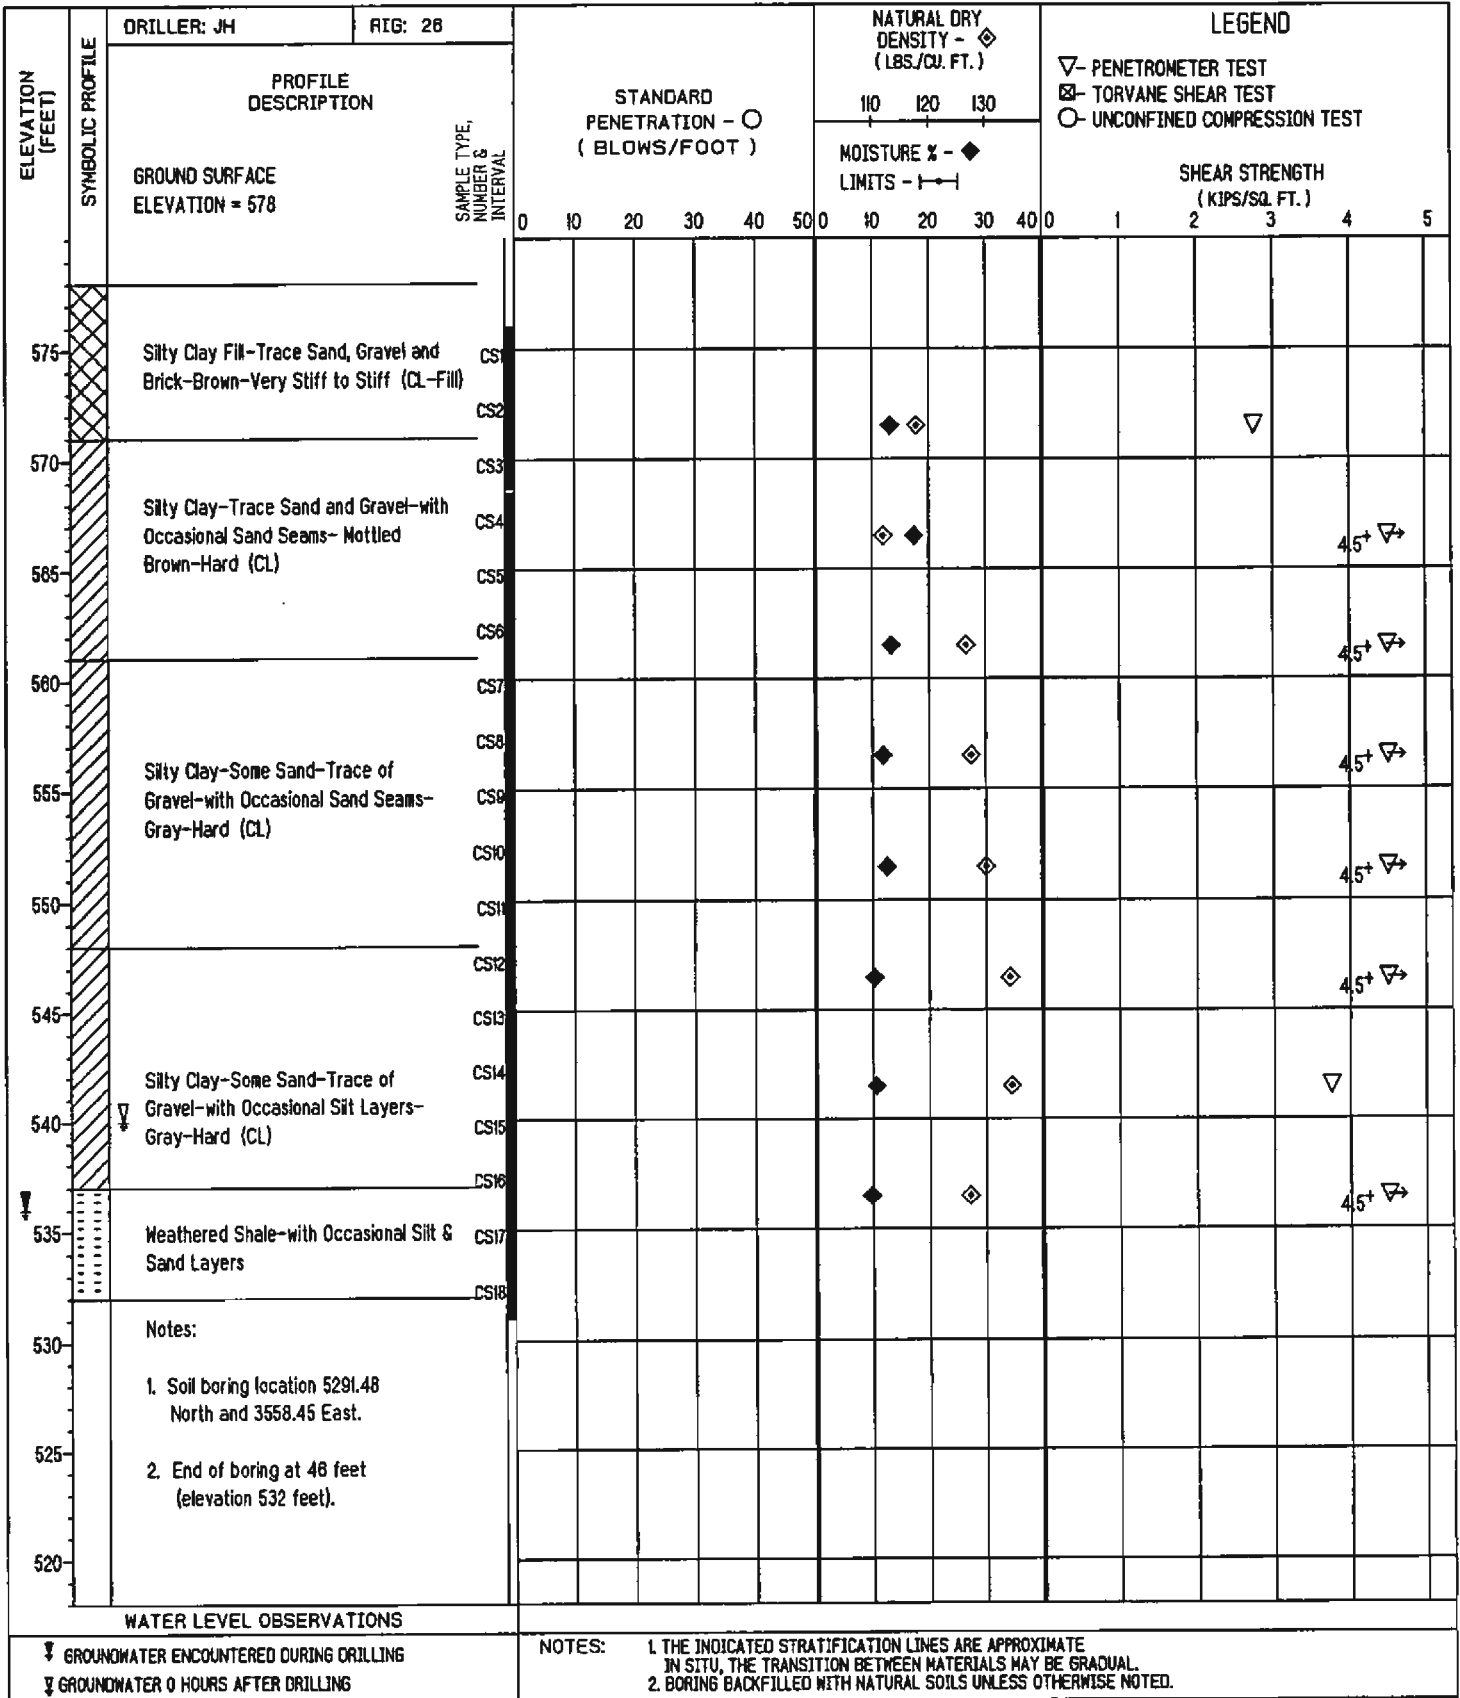 DRILLER: JH
RIG: 26
ELEVATION
(FEET)
SYMBOLIC PROFILE
PROFILE
DESCRIPTION
GROUND SURFACE
ELEVATION = 578
SAMPLE TYPE,
NUMBER &
INTERVAL
STANDARD
PENETRATION - O
( BLOWS/FOOT )
0 10 20 30 40 50
NATURAL DRY
DENSITY -
( LBS./CU. FT. )
110 120 130
MOISTURE % -
LIMITS -
0 10 20 30 40
LEGEND
- PENETROMETER TEST
- TORVANE SHEAR TEST
- UNCONFINED COMPRESSION TEST
SHEAR STRENGTH
( KIPS/SQ. FT. )
0 1 2 3 4 5
575
Silty Clay Fill-Trace Sand, Gravel and
Brick-Brown-Very Stiff to Stiff (CL-Fill)
CS1
CS2
570
CS3
Silty Clay-Trace Sand and Gravel-with
Occasional Sand Seams- Mottled
Brown-Hard (CL)
CS4
4.5+
565
CS5
CS6
4.5+
560
CS7
CS8
4.5+
Silty Clay-Some Sand-Trace of
Gravel-with Occasional Sand Seams-
Gray-Hard (CL)
555
CS9
CS10
4.5+
550
CS11
CS12
4.5+
545
CS13
CS14
Silty Clay-Some Sand-Trace of
Gravel-with Occasional Silt Layers-
Gray-Hard (CL)
540
CS15
CS16
4.5+
535
Weathered Shale-with Occasional Silt &
Sand Layers
CS17
CS18
Notes:
530
1. Soil boring location 5291.48
North and 3558.45 East.
525
2. End of boring at 46 feet
(elevation 532 feet).
520
WATER LEVEL OBSERVATIONS
GROUNDWATER ENCOUNTERED DURING DRILLING
GROUNDWATER 0 HOURS AFTER DRILLING
NOTES: 1. THE INDICATED STRATIFICATION LINES ARE APPROXIMATE
IN SITU, THE TRANSITION BETWEEN MATERIALS MAY BE GRADUAL.
2. BORING BACKFILLED WITH NATURAL SOILS UNLESS OTHERWISE NOTED.